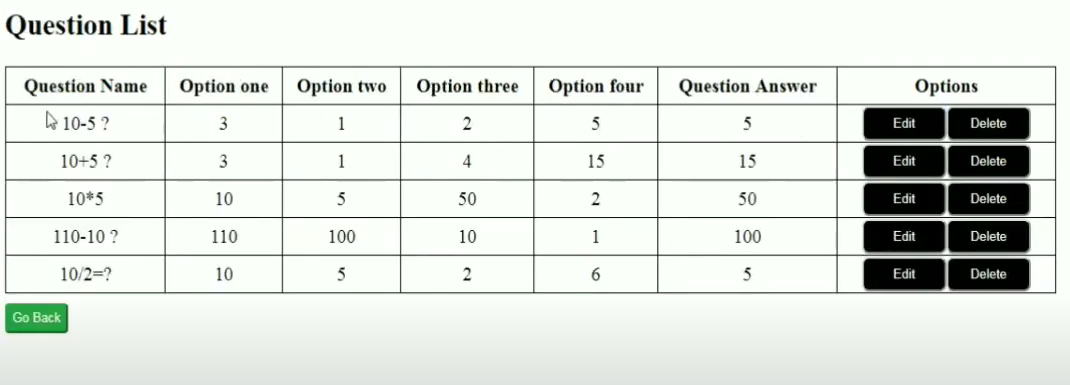 Question List
Question Name Option one Option two Option three Option four Question Answer Options
10-5 ? 3 1 2 5 5 Edit Delete
10+5 ? 3 1 4 15 15 Edit Delete
10*5 10 5 50 2 50 Edit Delete
110-10 ? 110 100 10 1 100 Edit Delete
10/2=? 10 5 2 6 5 Edit Delete
Go Back